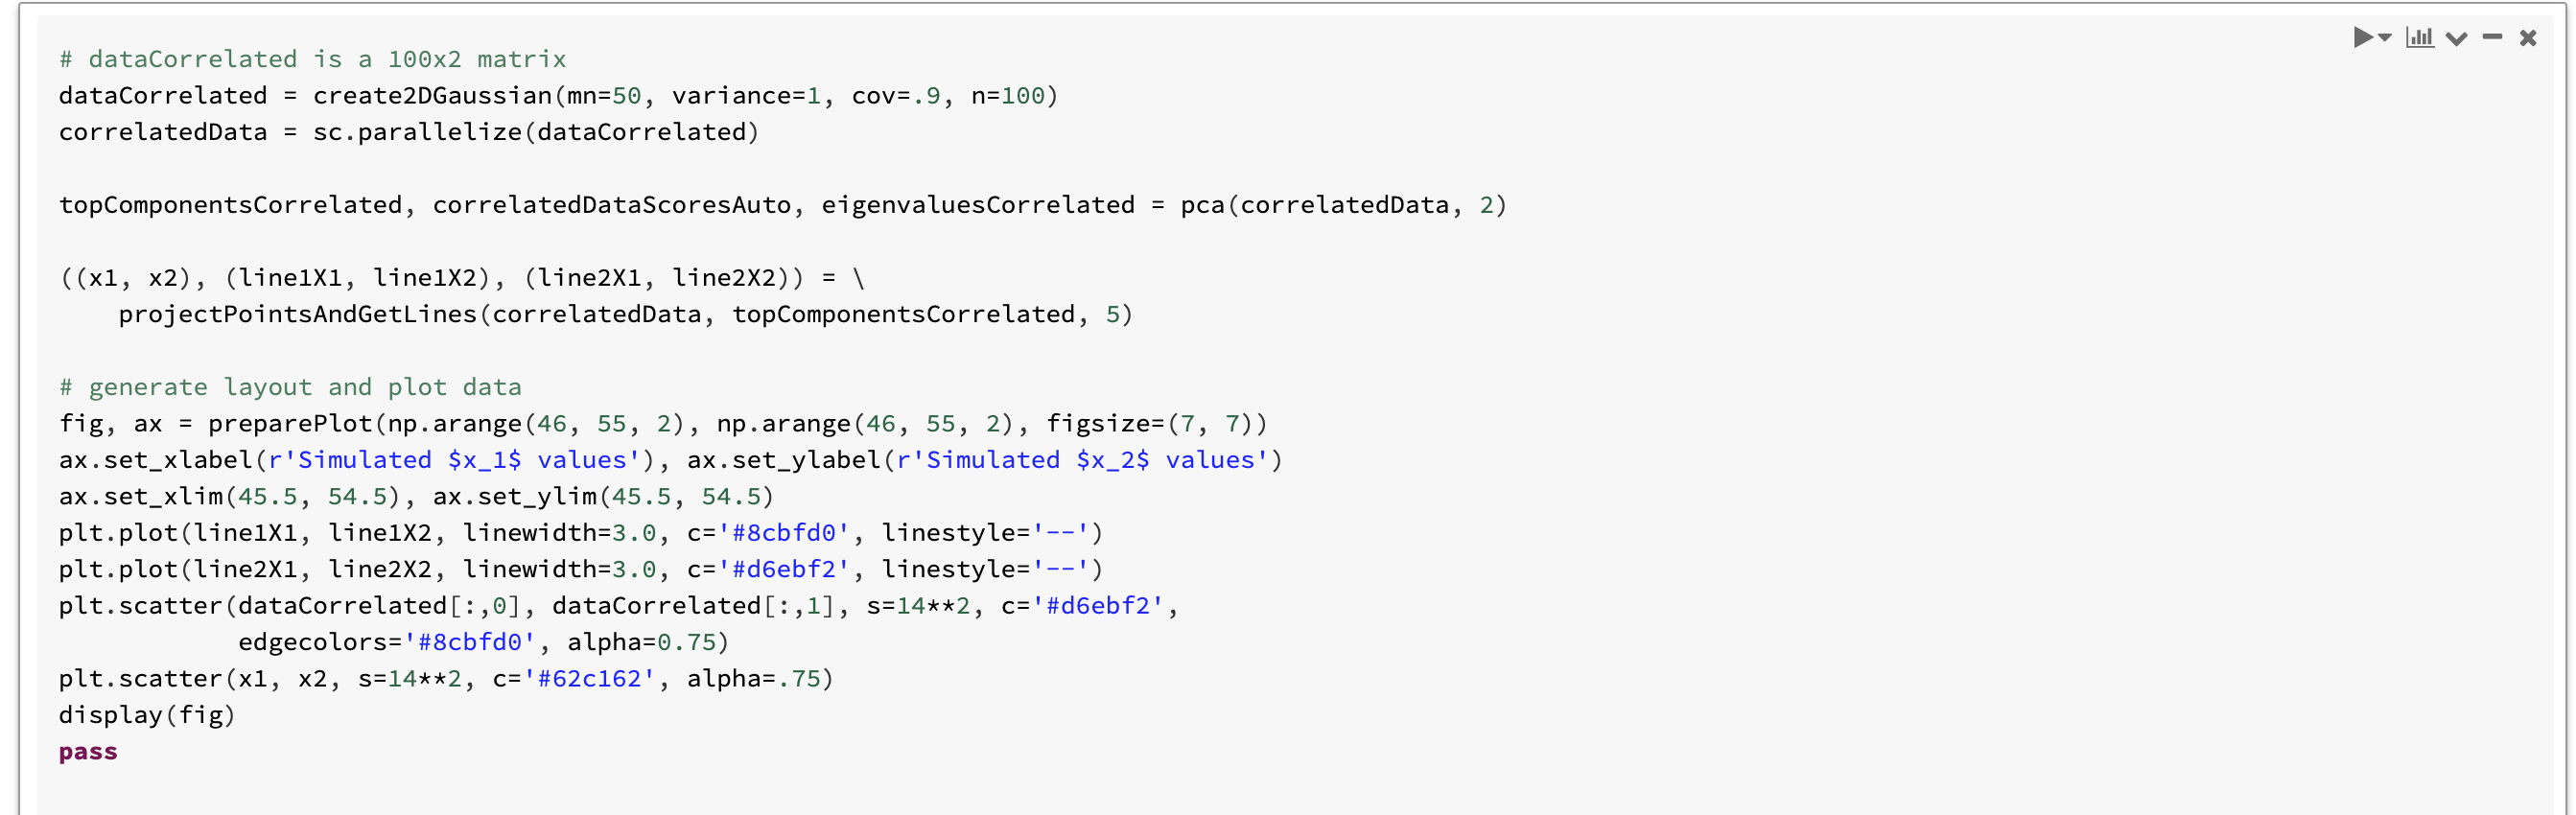 # dataCorrelated is a 100x2 matrix
dataCorrelated = create2DGaussian(mn=50, variance=1, cov=.9, n=100)
correlatedData = sc.parallelize(dataCorrelated)

topComponentsCorrelated, correlatedDataScoresAuto, eigenvaluesCorrelated = pca(correlatedData, 2)

((x1, x2), (line1X1, line1X2), (line2X1, line2X2)) = \
    projectPointsAndGetLines(correlatedData, topComponentsCorrelated, 5)

# generate layout and plot data
fig, ax = preparePlot(np.arange(46, 55, 2), np.arange(46, 55, 2), figsize=(7, 7))
ax.set_xlabel(r'Simulated $x_1$ values'), ax.set_ylabel(r'Simulated $x_2$ values')
ax.set_xlim(45.5, 54.5), ax.set_ylim(45.5, 54.5)
plt.plot(line1X1, line1X2, linewidth=3.0, c='#8cbfd0', linestyle='--')
plt.plot(line2X1, line2X2, linewidth=3.0, c='#d6ebf2', linestyle='--')
plt.scatter(dataCorrelated[:,0], dataCorrelated[:,1], s=14**2, c='#d6ebf2',
            edgecolors='#8cbfd0', alpha=0.75)
plt.scatter(x1, x2, s=14**2, c='#62c162', alpha=.75)
display(fig)
pass